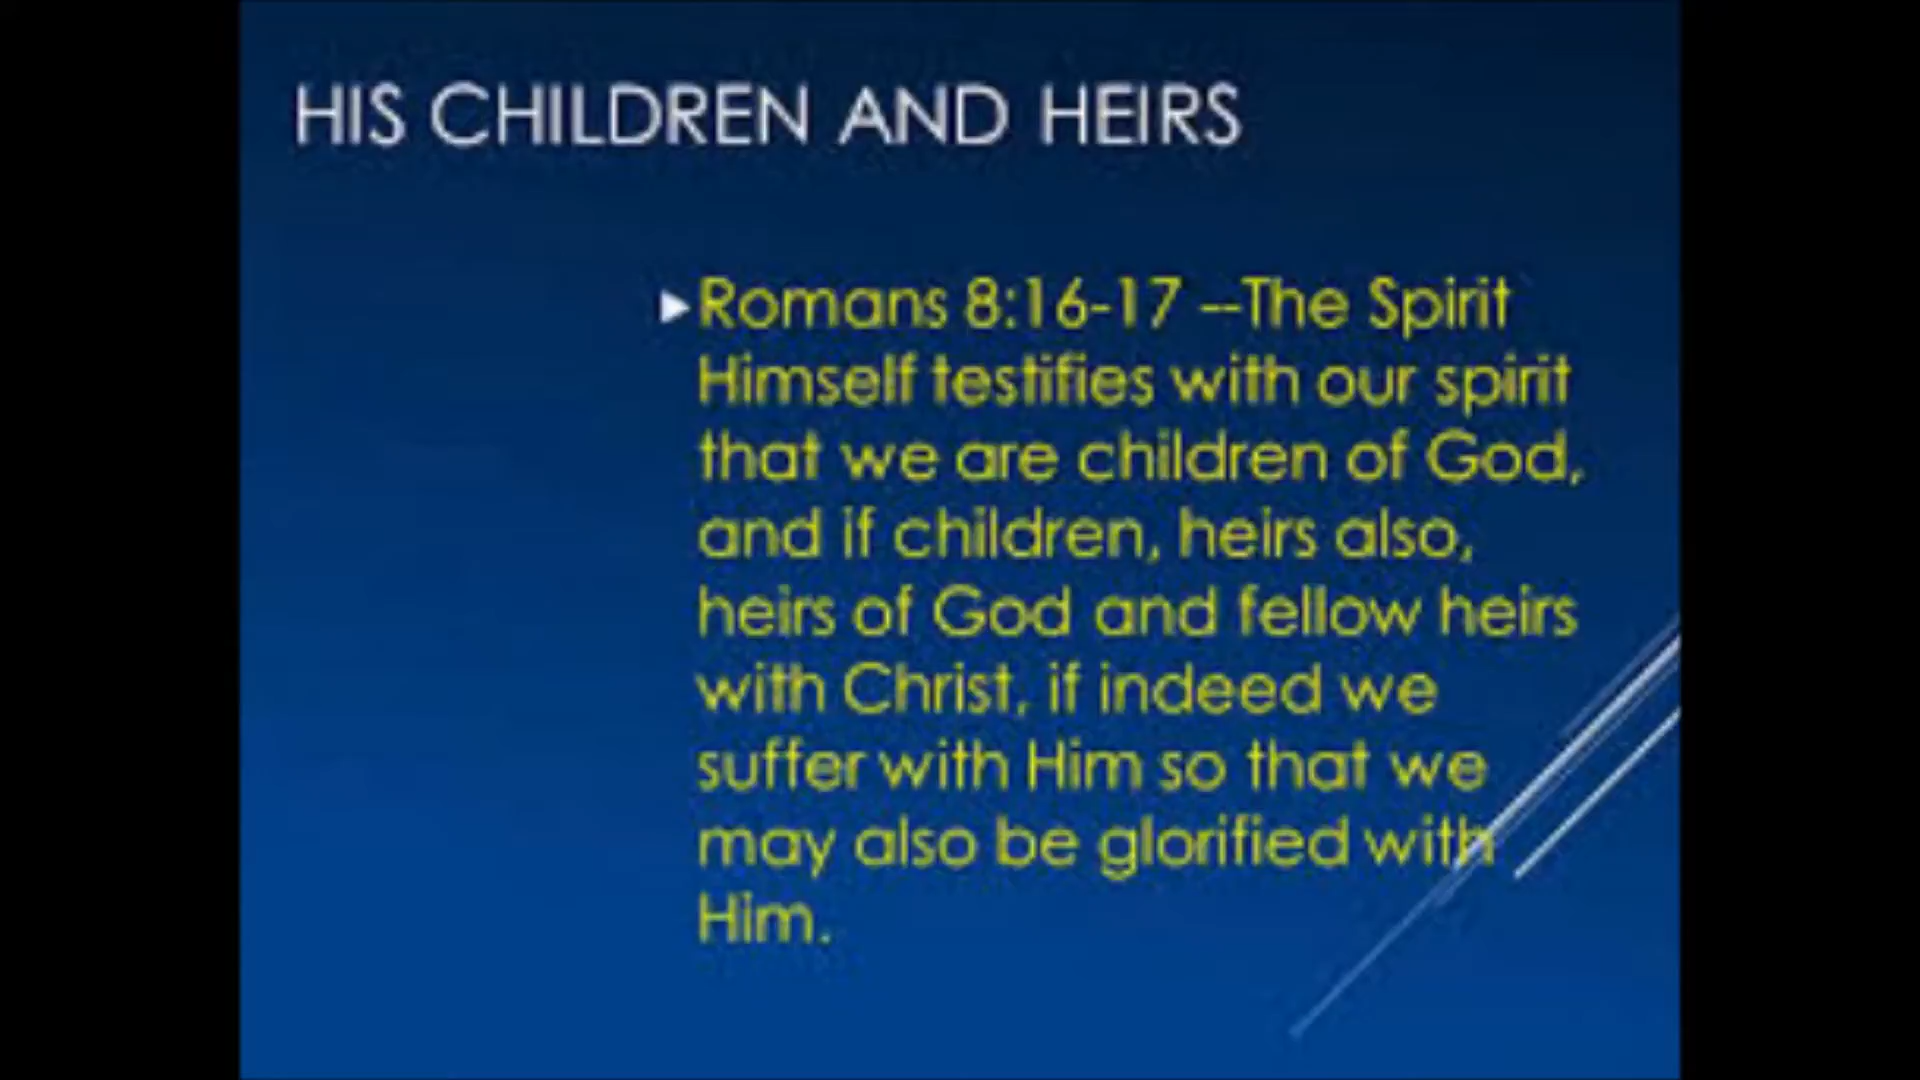 HIS CHILDREN AND HEIRS
Romans 8:16-17 --The Spirit
Himself testifies with our spirit
that we are children of God,
and if children, heirs also,
heirs of God and fellow heirs
with Christ, if indeed we
suffer with Him so that we
may also be glorified with
Him.